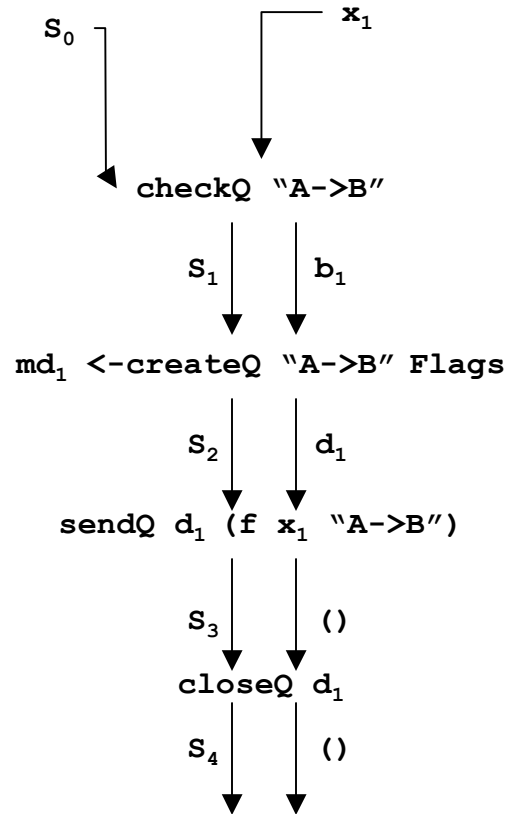 S₀ x₁
checkQ “A->B”
S₁ b₁
md₁ <-createQ “A->B” Flags
S₂ d₁
sendQ d₁ (f x₁ “A->B”)
S₃ ()
closeQ d₁
S₄ ()